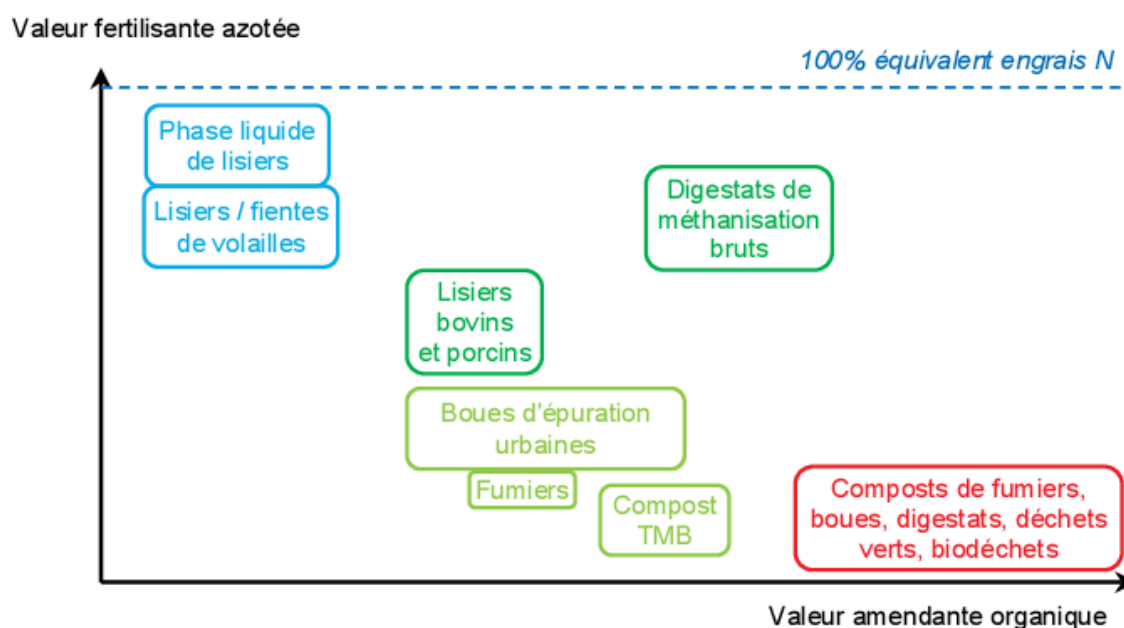 Valeur fertilisante azotée
100% équivalent engrais N
Phase liquide
de lisiers
Lisiers / fientes
de volailles
Digestats de
méthanisation
bruts
Lisiers
bovins
et porcins
Boues d'épuration
urbaines
Fumiers
Compost
TMB
Composts de fumiers,
boues, digestats, déchets
verts, biodéchets
Valeur amendante organique